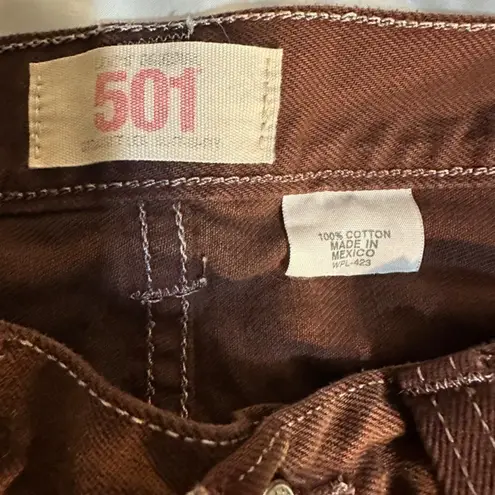 501
100% COTTON
MADE IN
MEXICO
WPL-423